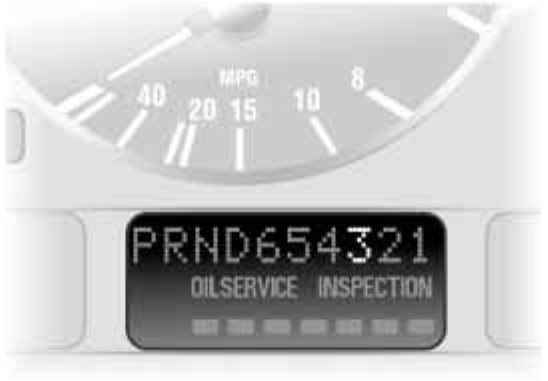 MPG
40 20 15 10 8
PRND654321
OILSERVICE INSPECTION